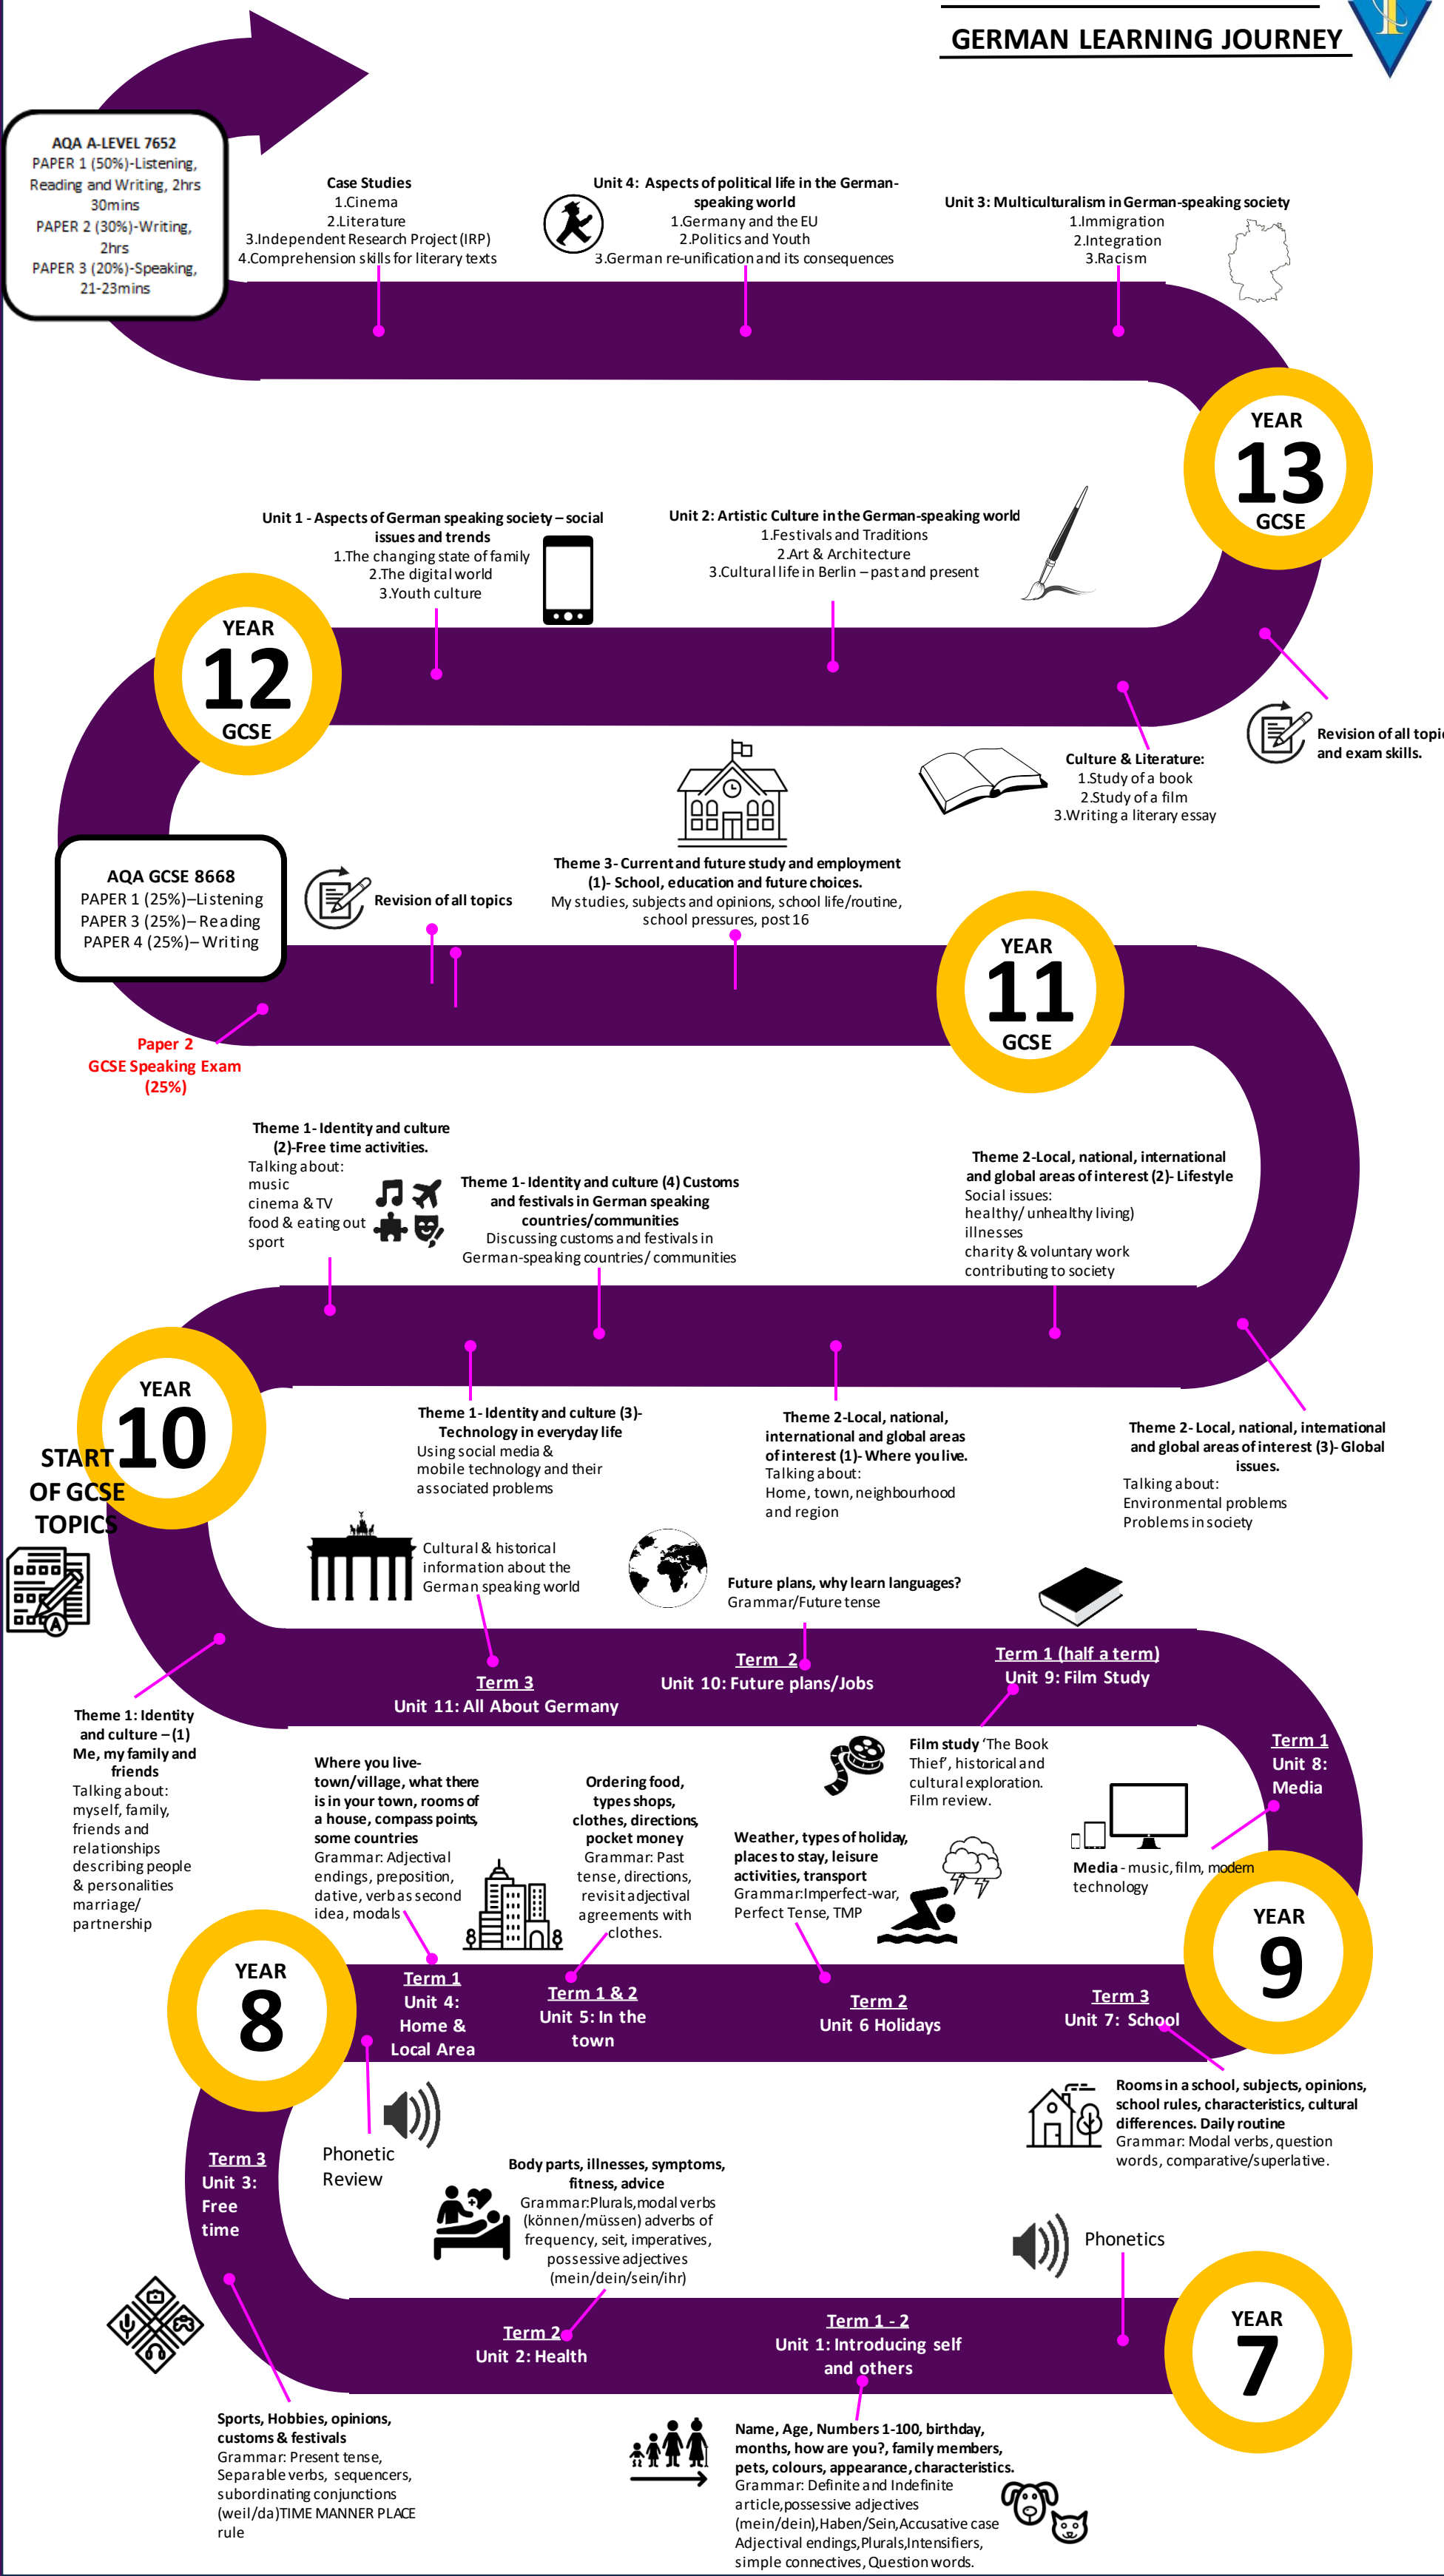 GERMAN LEARNING JOURNEY
AQA A-LEVEL 7652
PAPER 1 (50%)-Listening,
Reading and Writing, 2hrs
30mins
PAPER 2 (30%)-Writing,
2hrs
PAPER 3 (20%)-Speaking,
21-23mins
Case Studies
1.Cinema
2.Literature
3.Independent Research Project (IRP)
4.Comprehension skills for literary texts
Unit 4: Aspects of political life in the German-
speaking world
1.Germany and the EU
2.Politics and Youth
3.German re-unification and its consequences
Unit 3: Multiculturalism in German-speaking society
1.Immigration
2.Integration
3.Racism
YEAR
13
GCSE
Unit 1 - Aspects of German speaking society – social
issues and trends
1.The changing state of family
2.The digital world
3.Youth culture
Unit 2: Artistic Culture in the German-speaking world
1.Festivals and Traditions
2.Art & Architecture
3.Cultural life in Berlin – past and present
YEAR
12
GCSE
Revision of all topic
and exam skills.
Culture & Literature:
1.Study of a book
2.Study of a film
3.Writing a literary essay
AQA GCSE 8668
PAPER 1 (25%)–Listening
PAPER 3 (25%)– Reading
PAPER 4 (25%)– Writing
Revision of all topics
Theme 3- Current and future study and employment
(1)- School, education and future choices.
My studies, subjects and opinions, school life/routine,
school pressures, post 16
YEAR
11
GCSE
Paper 2
GCSE Speaking Exam
(25%)
Theme 1- Identity and culture
(2)-Free time activities.
Talking about:
music
cinema & TV
food & eating out
sport
Theme 1- Identity and culture (4) Customs
and festivals in German speaking
countries/communities
Discussing customs and festivals in
German-speaking countries/ communities
Theme 2-Local, national, international
and global areas of interest (2)- Lifestyle
Social issues:
healthy/ unhealthy living)
illnesses
charity & voluntary work
contributing to society
YEAR
10
START
OF GCSE
TOPICS
A
Theme 1- Identity and culture (3)-
Technology in everyday life
Using social media &
mobile technology and their
associated problems
Theme 2-Local, national,
international and global areas
of interest (1)- Where you live.
Talking about:
Home, town, neighbourhood
and region
Theme 2- Local, national, international
and global areas of interest (3)- Global
issues.
Talking about:
Environmental problems
Problems in society
Cultural & historical
information about the
German speaking world
Future plans, why learn languages?
Grammar/Future tense
Term 3
Unit 11: All About Germany
Term 2
Unit 10: Future plans/Jobs
Term 1 (half a term)
Unit 9: Film Study
Theme 1: Identity
and culture – (1)
Me, my family and
friends
Talking about:
myself, family,
friends and
relationships
describing people
& personalities
marriage/
partnership
Term 1
Unit 8:
Media
Film study ‘The Book
Thief’, historical and
cultural exploration.
Film review.
Media - music, film, modern
technology
Where you live-
town/village, what there
is in your town, rooms of
a house, compass points,
some countries
Grammar: Adjectival
endings, preposition,
dative, verb as second
idea, modals
Ordering food,
types shops,
clothes, directions,
pocket money
Grammar: Past
tense, directions,
revisit adjectival
agreements with
clothes.
Weather, types of holiday,
places to stay, leisure
activities, transport
Grammar:Imperfect-war,
Perfect Tense, TMP
YEAR
9
YEAR
8
Term 1
Unit 4:
Home &
Local Area
Term 1 & 2
Unit 5: In the
town
Term 2
Unit 6 Holidays
Term 3
Unit 7: School
Rooms in a school, subjects, opinions,
school rules, characteristics, cultural
differences. Daily routine
Grammar: Modal verbs, question
words, comparative/superlative.
Phonetic
Review
Term 3
Unit 3:
Free
time
Body parts, illnesses, symptoms,
fitness, advice
Grammar:Plurals,modal verbs
(können/müssen) adverbs of
frequency, seit, imperatives,
possessive adjectives
(mein/dein/sein/ihr)
Phonetics
Term 2
Unit 2: Health
Term 1 - 2
Unit 1: Introducing self
and others
YEAR
7
Sports, Hobbies, opinions,
customs & festivals
Grammar: Present tense,
Separable verbs, sequencers,
subordinating conjunctions
(weil/da)TIME MANNER PLACE
rule
Name, Age, Numbers 1-100, birthday,
months, how are you?, family members,
pets, colours, appearance, characteristics.
Grammar: Definite and Indefinite
article,possessive adjectives
(mein/dein),Haben/Sein,Accusative case
Adjectival endings,Plurals,Intensifiers,
simple connectives, Question words.